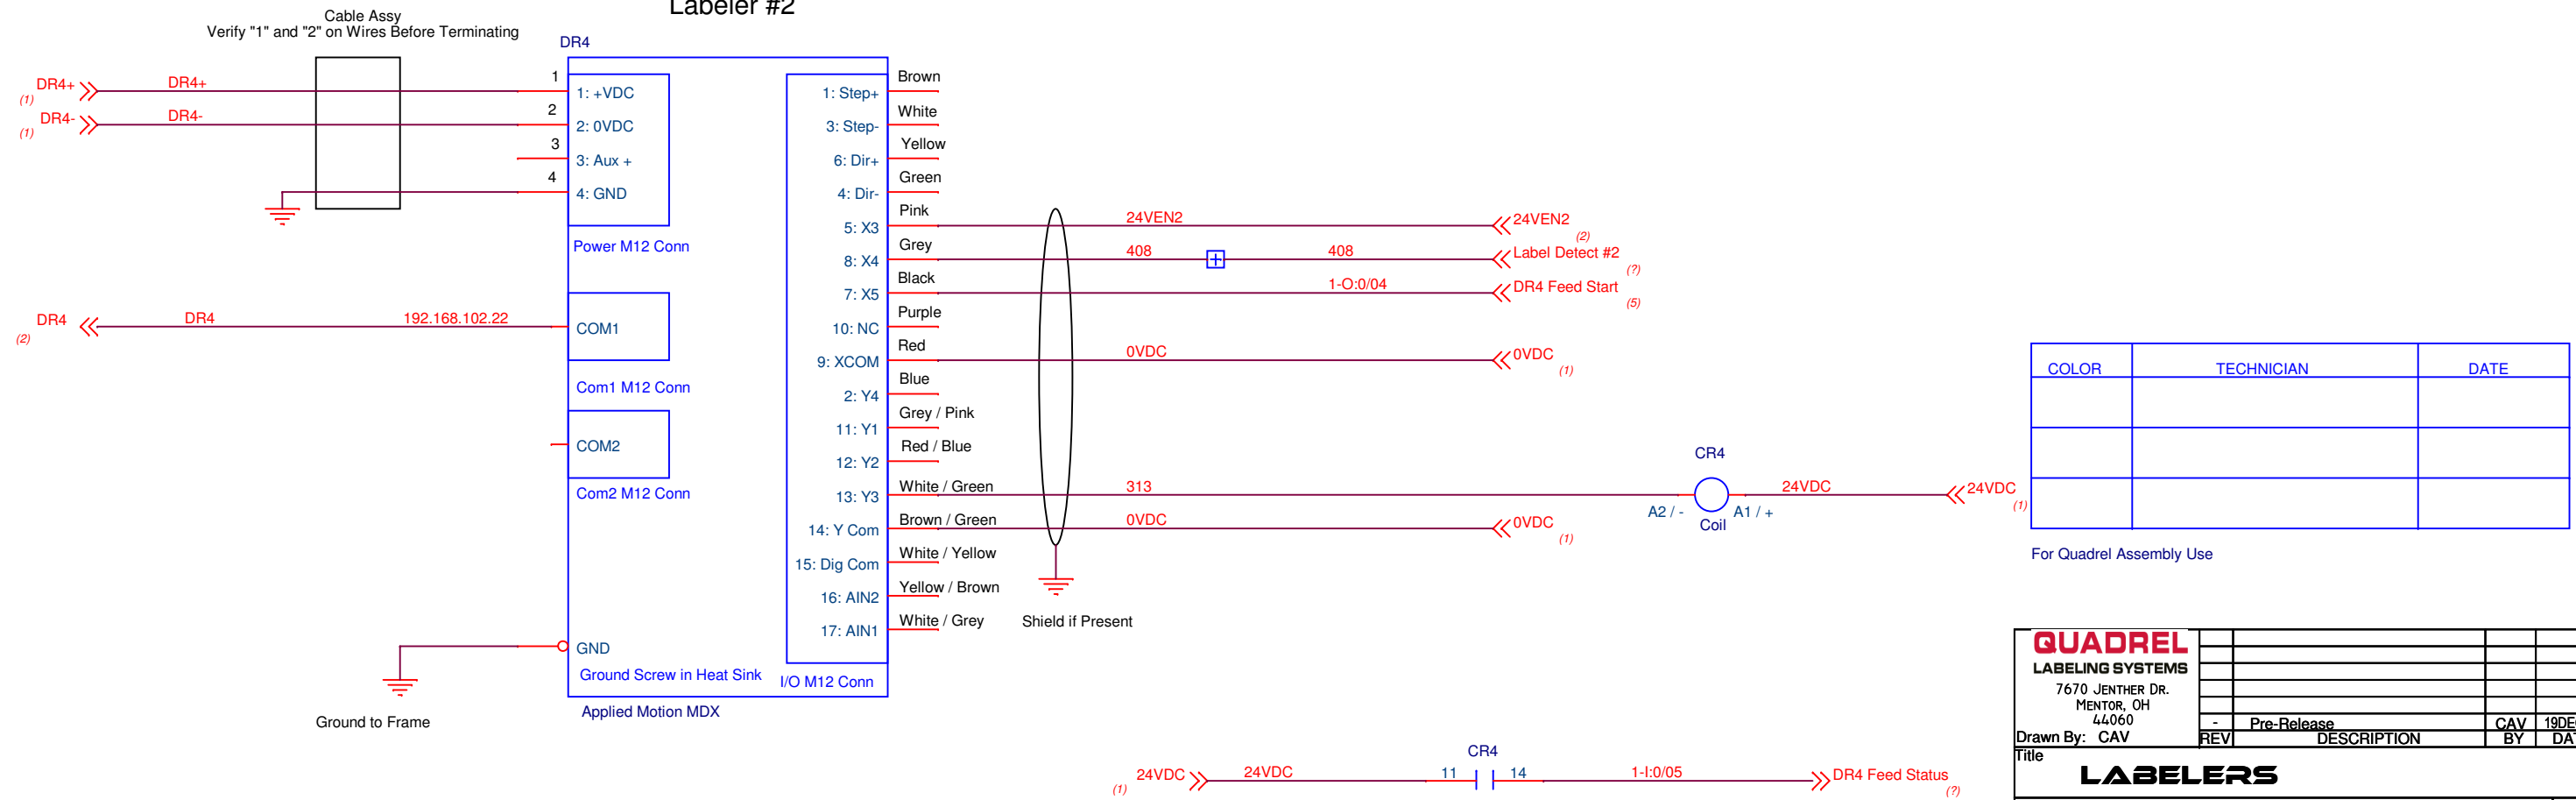 Labeler #2
Cable Assy
Verify "1" and "2" on Wires Before Terminating
DR4
DR4+
(1)
DR4+
1
1: +VDC
DR4-
(1)
DR4-
2
2: 0VDC
3
3: Aux +
4
4: GND
Power M12 Conn
DR4
(2)
DR4
192.168.102.22
COM1
Com1 M12 Conn
COM2
Com2 M12 Conn
GND
Ground Screw in Heat Sink
Ground to Frame
Applied Motion MDX
I/O M12 Conn
1: Step+
Brown
3: Step-
White
6: Dir+
Yellow
4: Dir-
Green
5: X3
Pink
24VEN2
24VEN2
(2)
8: X4
Grey
408
408
Label Detect #2
(?)
7: X5
Black
1-O:0/04
DR4 Feed Start
(5)
10: NC
Purple
9: XCOM
Red
0VDC
0VDC
(1)
2: Y4
Blue
11: Y1
Grey / Pink
12: Y2
Red / Blue
13: Y3
White / Green
313
CR4
A2 / -
Coil
A1 / +
24VDC
24VDC
(1)
14: Y Com
Brown / Green
0VDC
0VDC
(1)
15: Dig Com
White / Yellow
16: AIN2
Yellow / Brown
17: AIN1
White / Grey
Shield if Present
24VDC
(1)
24VDC
CR4
11
14
1-I:0/05
DR4 Feed Status
(?)
COLOR TECHNICIAN DATE
For Quadrel Assembly Use
QUADREL
LABELING SYSTEMS
7670 JENTHER DR.
MENTOR, OH
44060
Drawn By: CAV
- Pre-Release CAV
REV DESCRIPTION BY
Title
LABELERS